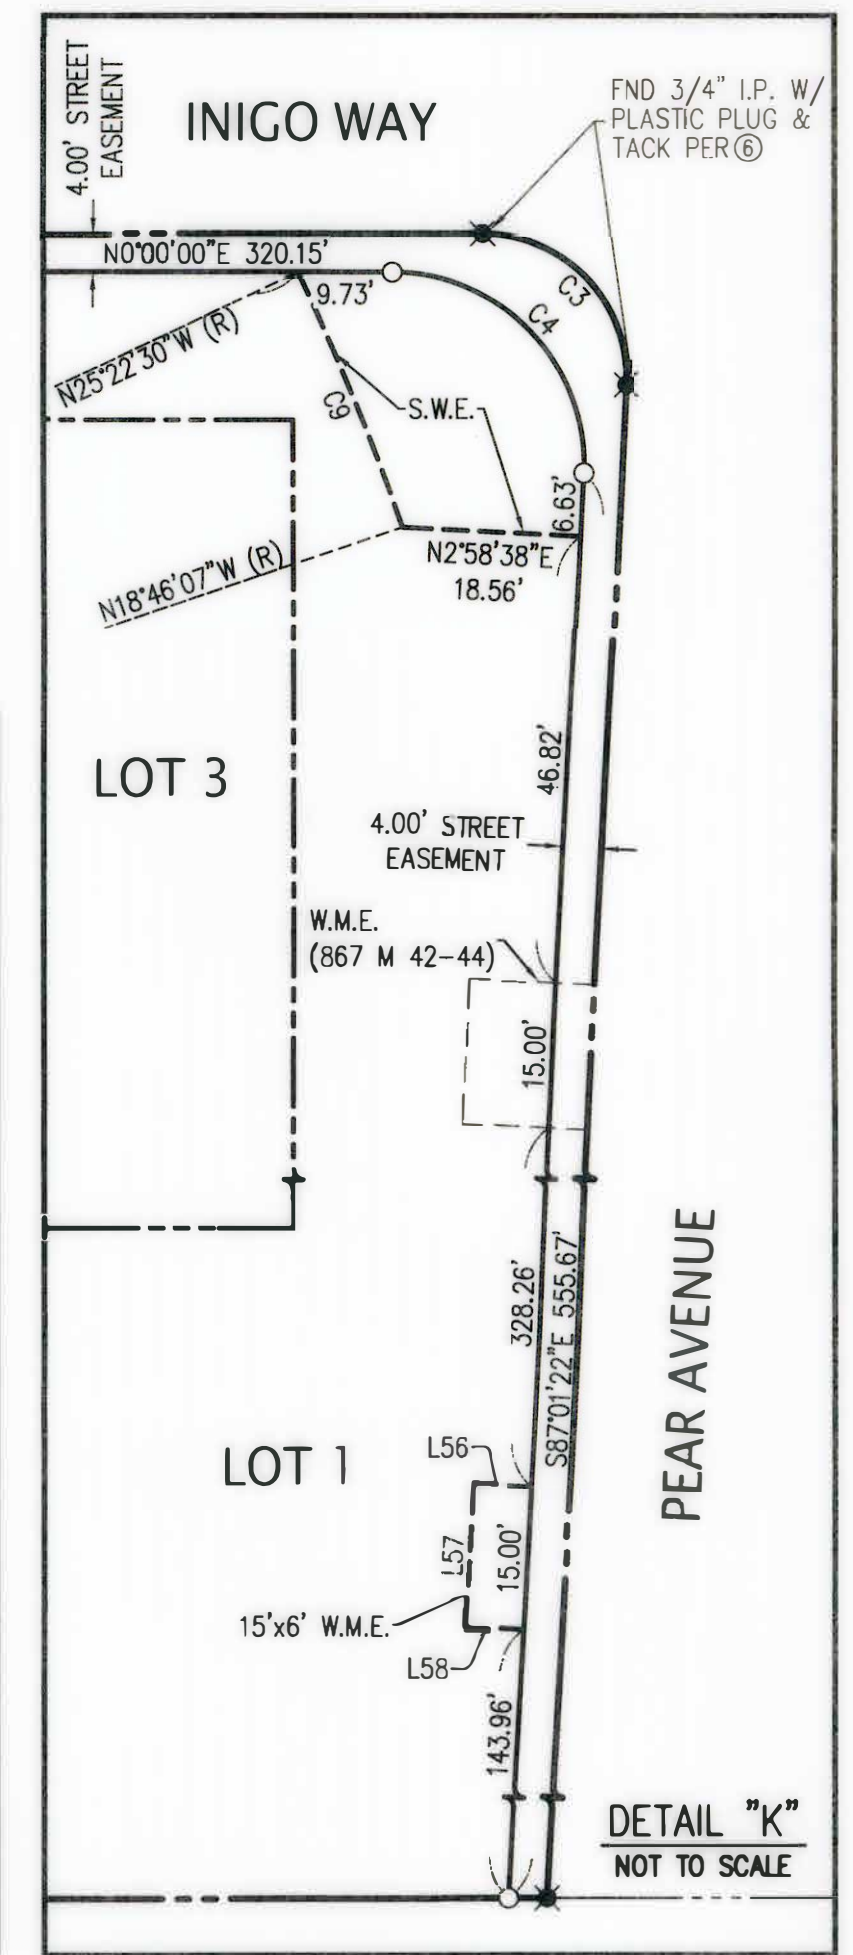 4.00' STREET
EASEMENT
INIGO WAY
FND 3/4" I.P. W/
PLASTIC PLUG &
TACK PER ⑥
N0°00'00"E 320.15'
9.73'
C3
C4
N25°22'30"W (R)
C9
S.W.E.
6.63'
N2°58'38"E
18.56'
N18°46'07"W (R)
LOT 3
46.82'
4.00' STREET
EASEMENT
W.M.E.
(867 M 42-44)
15.00'
328.26'
S87°01'22"E 555.67'
PEAR AVENUE
LOT 1
L56
L57
15.00'
15'x6' W.M.E.
L58
143.96'
DETAIL "K"
NOT TO SCALE